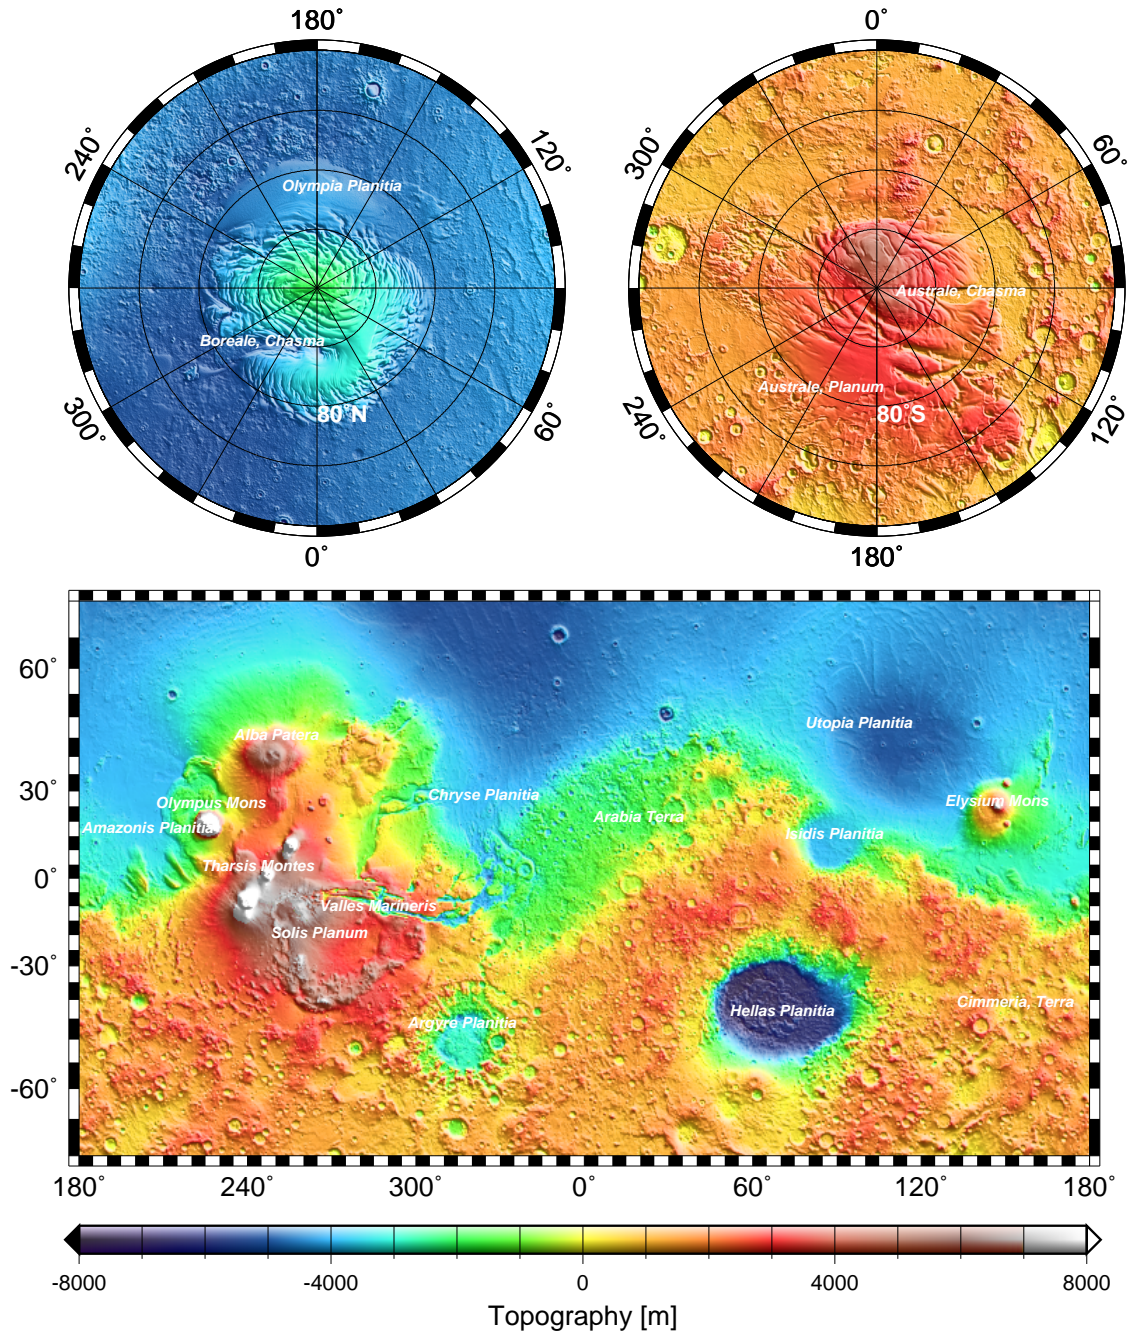 180°
0°
240°
120°
300°
60°
Olympia Planitia
Boreale, Chasma
80°N
Australe, Chasma
Australe, Planum
80°S
300°
60°
240°
120°
0°
180°
60°
30°
0°
-30°
-60°
Alba Patera
Utopia Planitia
Olympus Mons
Chryse Planitia
Elysium Mons
Amazonis Planitia
Arabia Terra
Isidis Planitia
Tharsis Montes
Valles Marineris
Solis Planum
Cimmeria, Terra
Hellas Planitia
Argyre Planitia
180° 240° 300° 0° 60° 120° 180°
-8000 -4000 0 4000 8000
Topography [m]